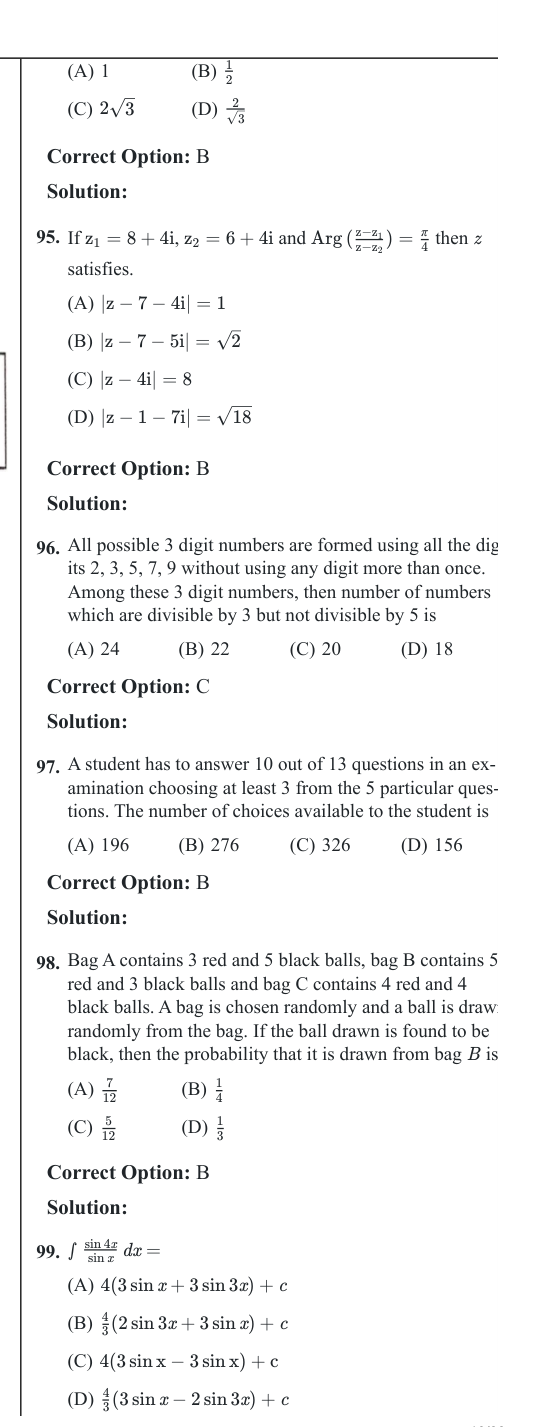 (A) 1 (B) 1/2
(C) 2√3 (D) 2/√3
Correct Option: B
Solution:
95. If z₁ = 8 + 4i, z₂ = 6 + 4i and Arg ((z−z₁)/(z−z₂)) = π/4 then z
satisfies.
(A) |z − 7 − 4i| = 1
(B) |z − 7 − 5i| = √2
(C) |z − 4i| = 8
(D) |z − 1 − 7i| = √18
Correct Option: B
Solution:
96. All possible 3 digit numbers are formed using all the dig
its 2, 3, 5, 7, 9 without using any digit more than once.
Among these 3 digit numbers, then number of numbers
which are divisible by 3 but not divisible by 5 is
(A) 24 (B) 22 (C) 20 (D) 18
Correct Option: C
Solution:
97. A student has to answer 10 out of 13 questions in an ex-
amination choosing at least 3 from the 5 particular ques-
tions. The number of choices available to the student is
(A) 196 (B) 276 (C) 326 (D) 156
Correct Option: B
Solution:
98. Bag A contains 3 red and 5 black balls, bag B contains 5
red and 3 black balls and bag C contains 4 red and 4
black balls. A bag is chosen randomly and a ball is draw
randomly from the bag. If the ball drawn is found to be
black, then the probability that it is drawn from bag B is
(A) 7/12 (B) 1/4
(C) 5/12 (D) 1/3
Correct Option: B
Solution:
99. ∫ sin 4x/sin x dx =
(A) 4(3 sin x + 3 sin 3x) + c
(B) 4/3(2 sin 3x + 3 sin x) + c
(C) 4(3 sin x − 3 sin x) + c
(D) 4/3(3 sin x − 2 sin 3x) + c